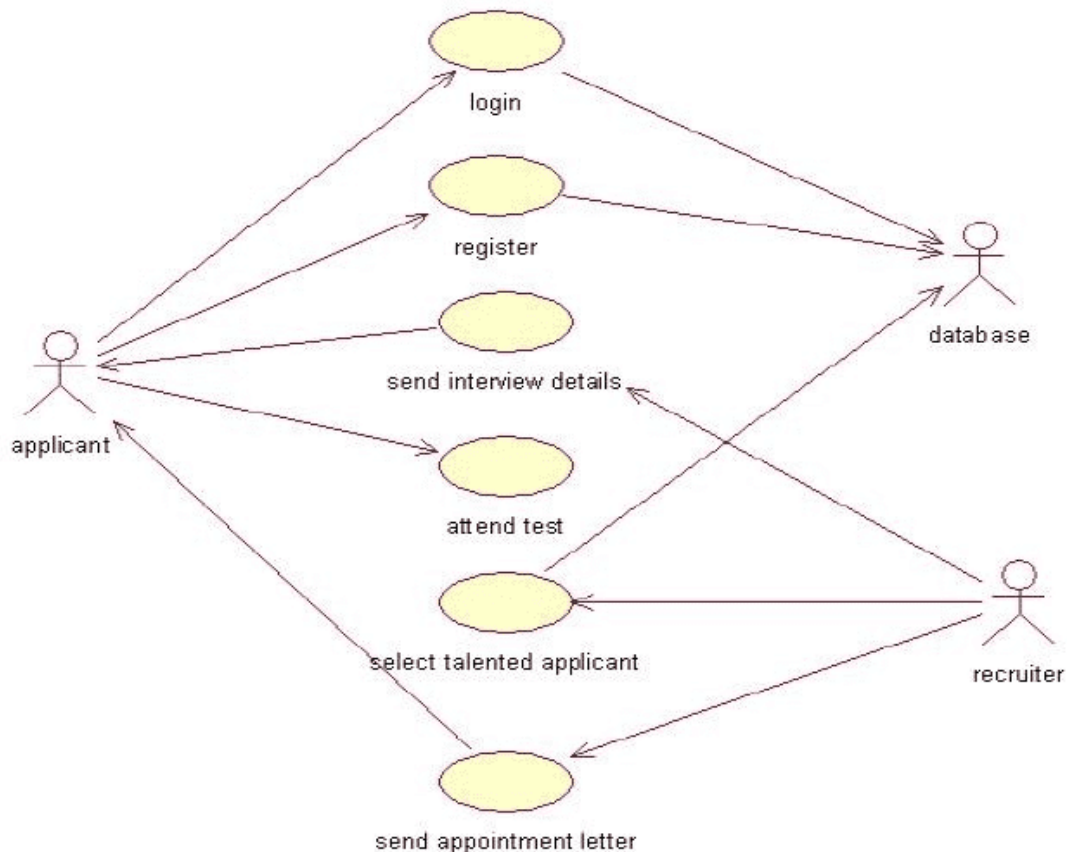 login
register
database
send interview details
applicant
attend test
select talented applicant
recruiter
send appointment letter